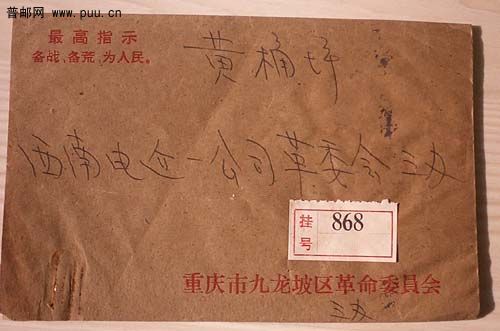 普邮网 www.puu.cn
最高指示
备战、备荒、为人民。
黄桷坪
西南电建一公司革委会三办
挂号 868
重庆市九龙坡区革命委员会
三办